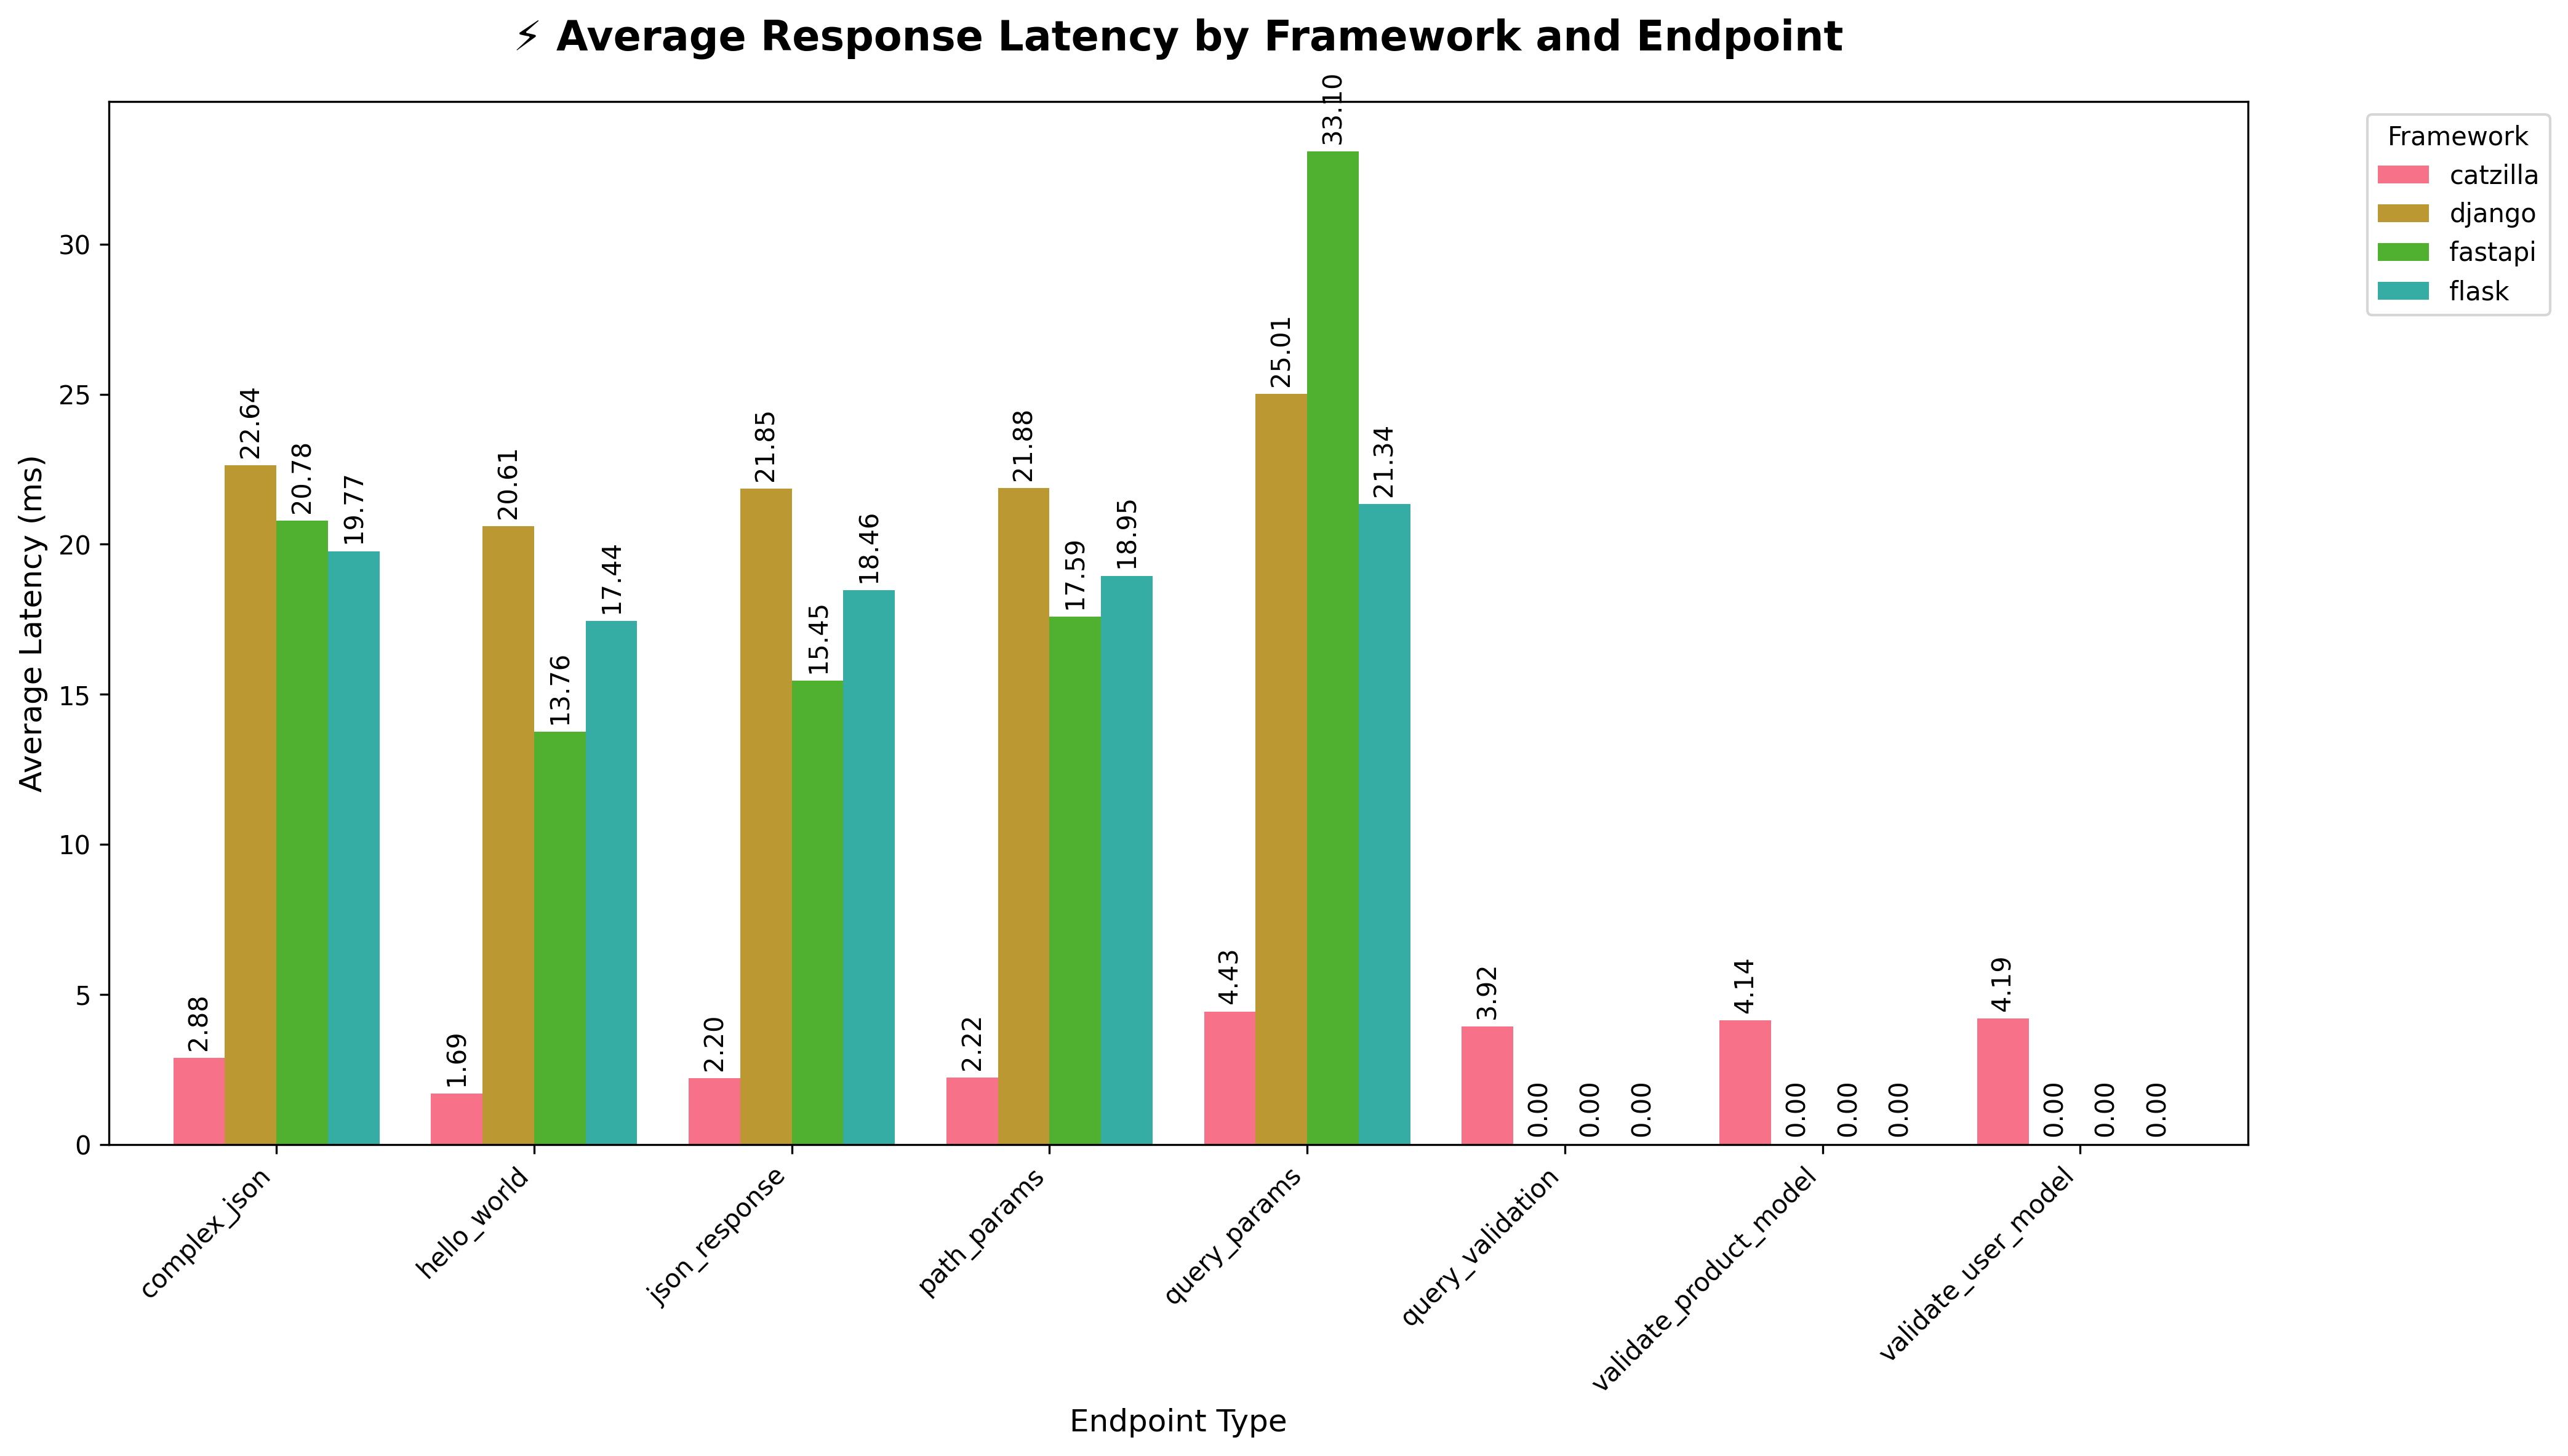 ⚡ Average Response Latency by Framework and Endpoint
Framework
catzilla
django
fastapi
flask
Average Latency (ms)
30
25
20
15
10
5
0
2.88
22.64
20.78
19.77
1.69
20.61
13.76
17.44
2.20
21.85
15.45
18.46
2.22
21.88
17.59
18.95
4.43
25.01
33.10
21.34
3.92
0.00
0.00
0.00
4.14
0.00
0.00
0.00
4.19
0.00
0.00
0.00
complex_json
hello_world
json_response
path_params
query_params
query_validation
validate_product_model
validate_user_model
Endpoint Type